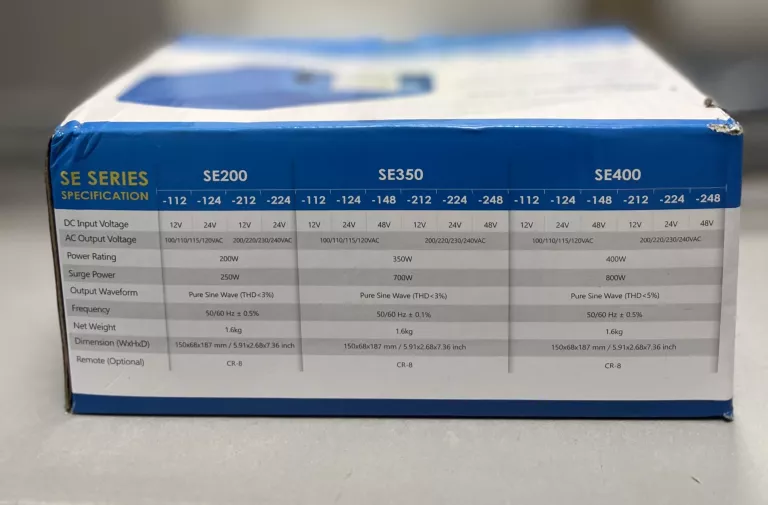 SE SERIES SE200 SE350 SE400
SPECIFICATION -112 -124 -212 -224 -112 -124 -148 -212 -224 -248 -112 -124 -148 -212 -224 -248
DC Input Voltage 12V 24V 12V 24V 12V 24V 48V 12V 24V 48V 12V 24V 48V 12V 24V 48V
AC Output Voltage 100/110/115/120VAC 200/220/230/240VAC 100/110/115/120VAC 200/220/230/240VAC 100/110/115/120VAC 200/220/230/240VAC
Power Rating 200W 350W 400W
Surge Power 250W 700W 800W
Output Waveform Pure Sine Wave (THD<3%) Pure Sine Wave (THD<3%) Pure Sine Wave (THD<5%)
Frequency 50/60 Hz ± 0.5% 50/60 Hz ± 0.1% 50/60 Hz ± 0.5%
Net Weight 1.6kg 1.6kg 1.6kg
Dimension (WxHxD) 150x68x187 mm / 5.91x2.68x7.36 inch 150x68x187 mm / 5.91x2.68x7.36 inch 150x68x187 mm / 5.91x2.68x7.36 inch
Remote (Optional) CR-8 CR-8 CR-8